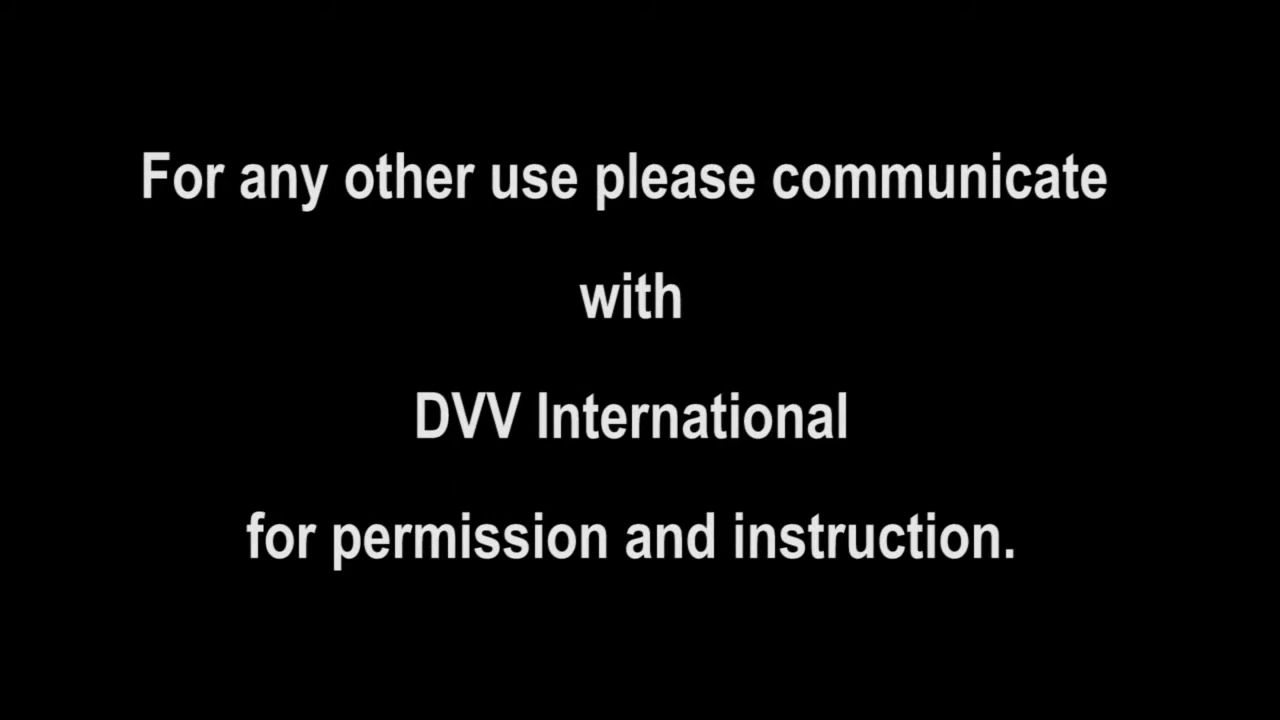 For any other use please communicate
with
DVV International
for permission and instruction.